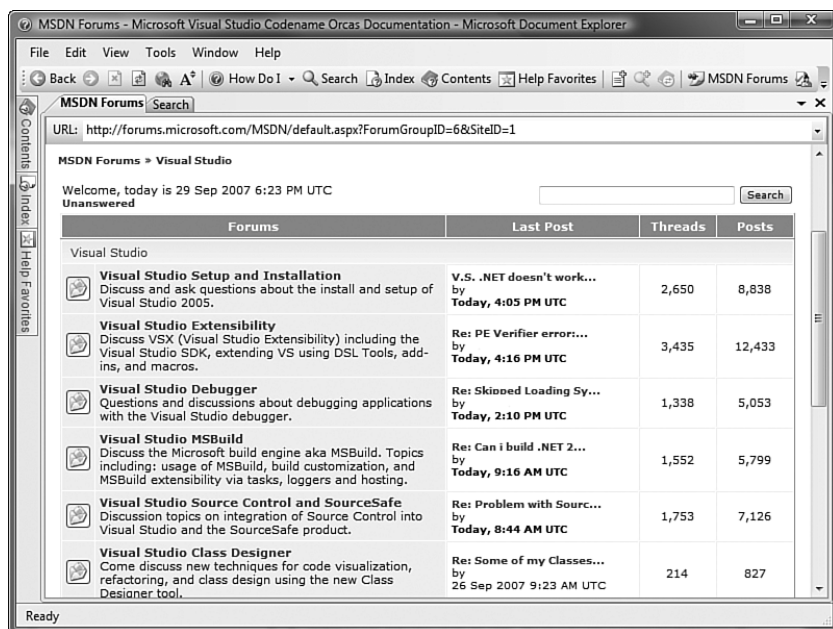 MSDN Forums - Microsoft Visual Studio Codename Orcas Documentation - Microsoft Document Explorer
File Edit View Tools Window Help
Back How Do I Search Index Contents Help Favorites MSDN Forums
MSDN Forums Search
Contents
Index
Help Favorites
URL: http://forums.microsoft.com/MSDN/default.aspx?ForumGroupID=6&SiteID=1
MSDN Forums » Visual Studio
Welcome, today is 29 Sep 2007 6:23 PM UTC
Unanswered
Search
Forums Last Post Threads Posts
Visual Studio
Visual Studio Setup and Installation
Discuss and ask questions about the install and setup of
Visual Studio 2005.
V.S. .NET doesn't work...
by
Today, 4:05 PM UTC
2,650 8,838
Visual Studio Extensibility
Discuss VSX (Visual Studio Extensibility) including the
Visual Studio SDK, extending VS using DSL Tools, add-
ins, and macros.
Re: PE Verifier error:...
by
Today, 4:16 PM UTC
3,435 12,433
Visual Studio Debugger
Questions and discussions about debugging applications
with the Visual Studio debugger.
Re: Skipped Loading Sy...
by
Today, 2:10 PM UTC
1,338 5,053
Visual Studio MSBuild
Discuss the Microsoft build engine aka MSBuild. Topics
including: usage of MSBuild, build customization, and
MSBuild extensibility via tasks, loggers and hosting.
Re: Can i build .NET 2...
by
Today, 9:16 AM UTC
1,552 5,799
Visual Studio Source Control and SourceSafe
Discussion topics on integration of Source Control into
Visual Studio and the SourceSafe product.
Re: Problem with Sourc...
by
Today, 8:44 AM UTC
1,753 7,126
Visual Studio Class Designer
Come discuss new techniques for code visualization,
refactoring, and class design using the new Class
Designer tool.
Re: Some of my Classes...
by
26 Sep 2007 9:23 AM UTC
214 827
Ready